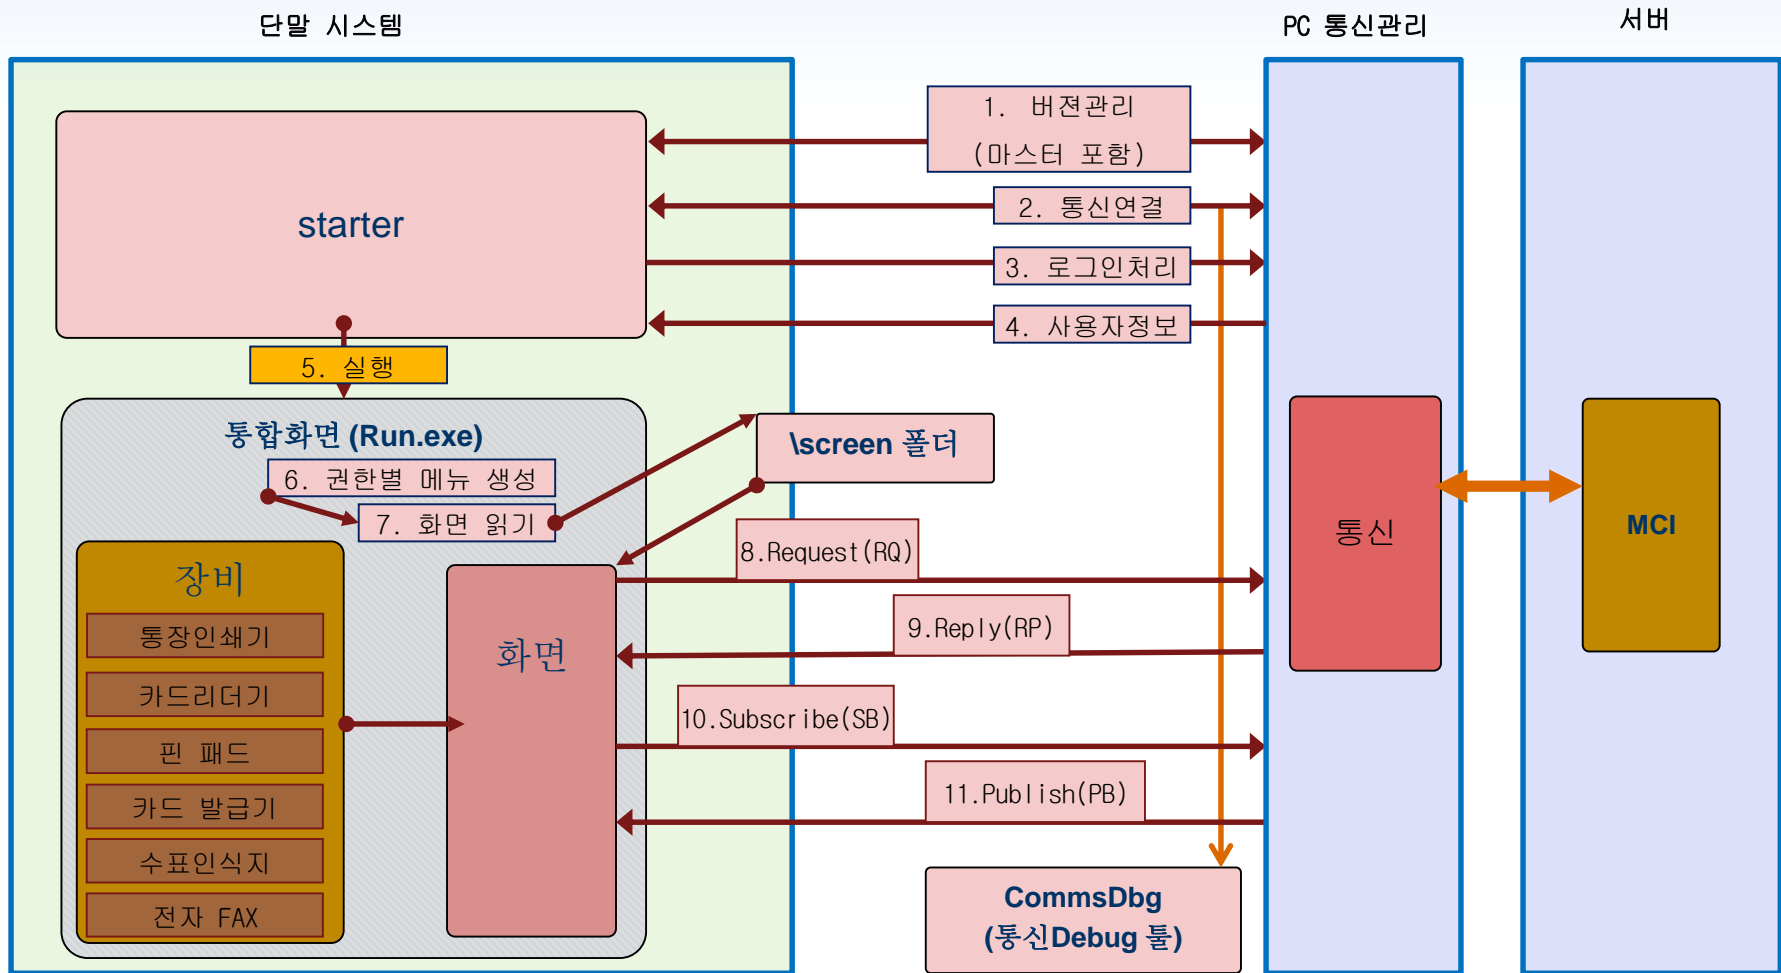 단말 시스템
PC 통신관리
서버
1. 버젼관리
(마스터 포함)
starter
2. 통신연결
3. 로그인처리
4. 사용자정보
5. 실행
통합화면 (Run.exe)
\screen 폴더
6. 권한별 메뉴 생성
7. 화면 읽기
통신
MCI
8.Request(RQ)
장비
통장인쇄기
카드리더기
핀 패드
카드 발급기
수표인식지
전자 FAX
화면
9.Reply(RP)
10.Subscribe(SB)
11.Publish(PB)
CommsDbg
(통신Debug 툴)